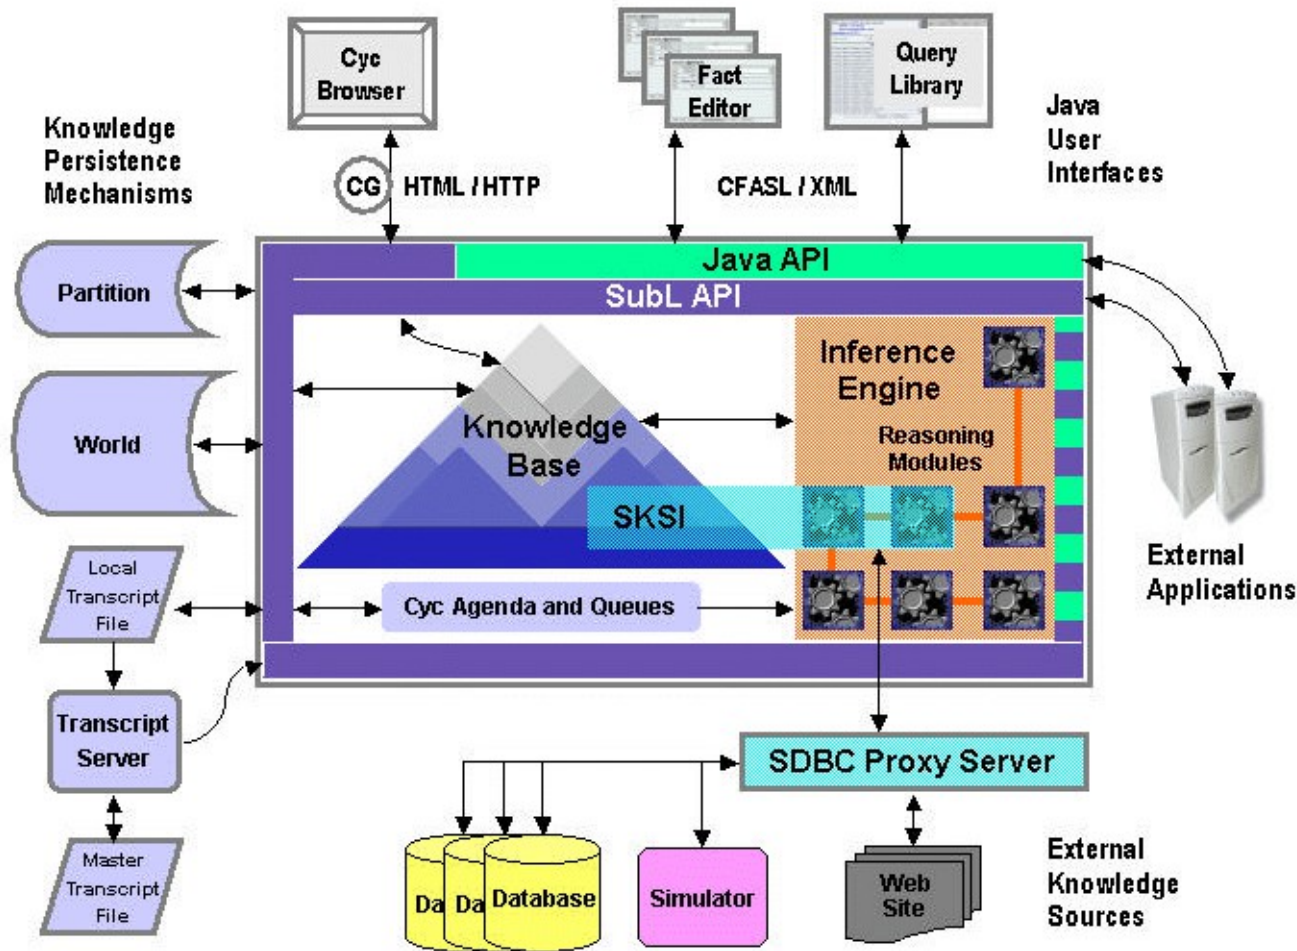 Cyc
Browser
Fact
Editor
Query
Library
Knowledge
Persistence
Mechanisms
Java
User
Interfaces
CG
HTML / HTTP
CFASL / XML
Java API
SubL API
Partition
World
Inference
Engine
Knowledge
Base
Reasoning
Modules
SKSI
Local
Transcript
File
Cyc Agenda and Queues
External
Applications
Transcript
Server
SDBC Proxy Server
Master
Transcript
File
Da
Da
Database
Simulator
Web
Site
External
Knowledge
Sources